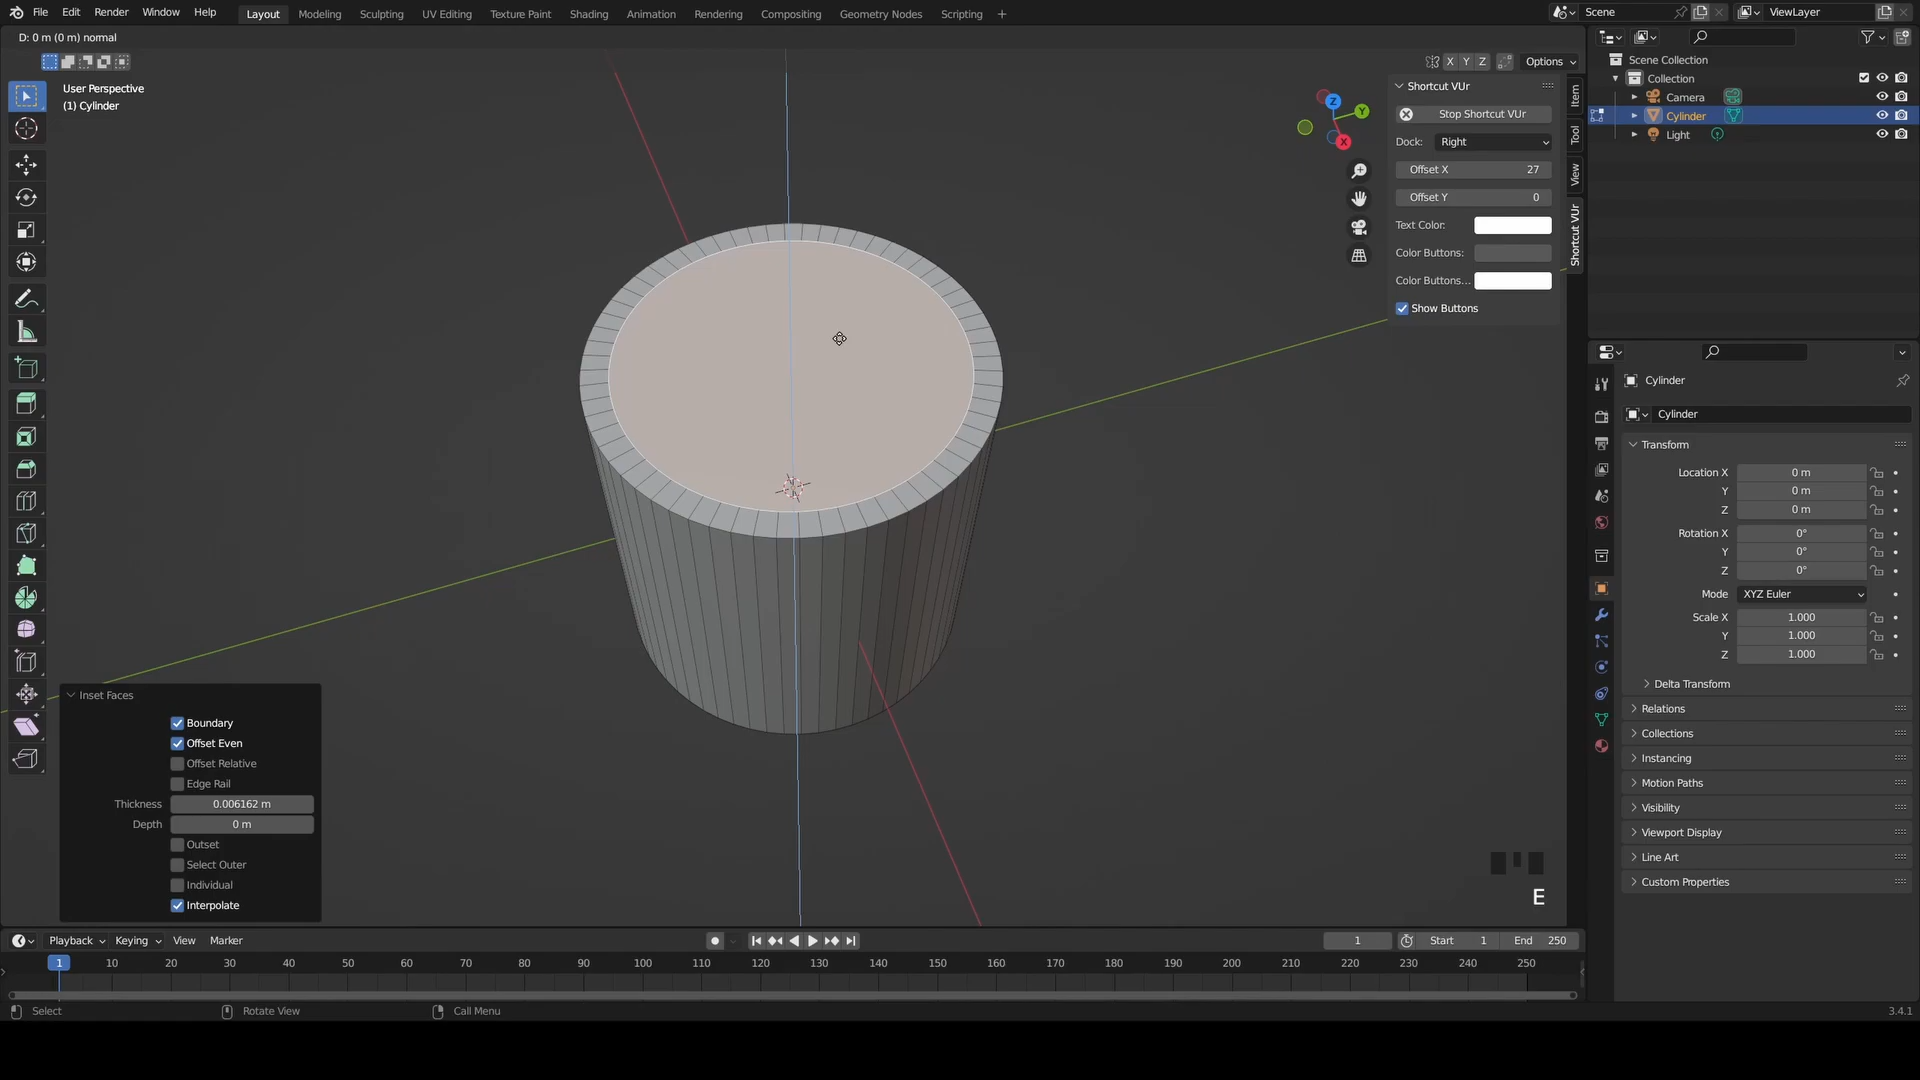 File Edit Render Window Help Layout Modeling Sculpting UV Editing Texture Paint Shading Animation Rendering Compositing Geometry Nodes Scripting Scene ViewLayer
D: 0 m (0 m) normal
X Y Z Options
User Perspective
(1) Cylinder
Shortcut VUr
Stop Shortcut VUr
Dock: Right
Offset X 27
Offset Y 0
Text Color:
Color Buttons:
Color Buttons...
Show Buttons
Item
Tool
View
Shortcut VUr
Z
Y
X
Scene Collection
Collection
Camera
Cylinder
Light
Cylinder
Cylinder
Transform
Location X 0 m
Y 0 m
Z 0 m
Rotation X 0°
Y 0°
Z 0°
Mode XYZ Euler
Scale X 1.000
Y 1.000
Z 1.000
Delta Transform
Relations
Collections
Instancing
Motion Paths
Visibility
Viewport Display
Line Art
Custom Properties
Inset Faces
Boundary
Offset Even
Offset Relative
Edge Rail
Thickness 0.006162 m
Depth 0 m
Outset
Select Outer
Individual
Interpolate
E
Playback Keying View Marker 1 Start 1 End 250
1 10 20 30 40 50 60 70 80 90 100 110 120 130 140 150 160 170 180 190 200 210 220 230 240 250
Select Rotate View Call Menu 3.4.1